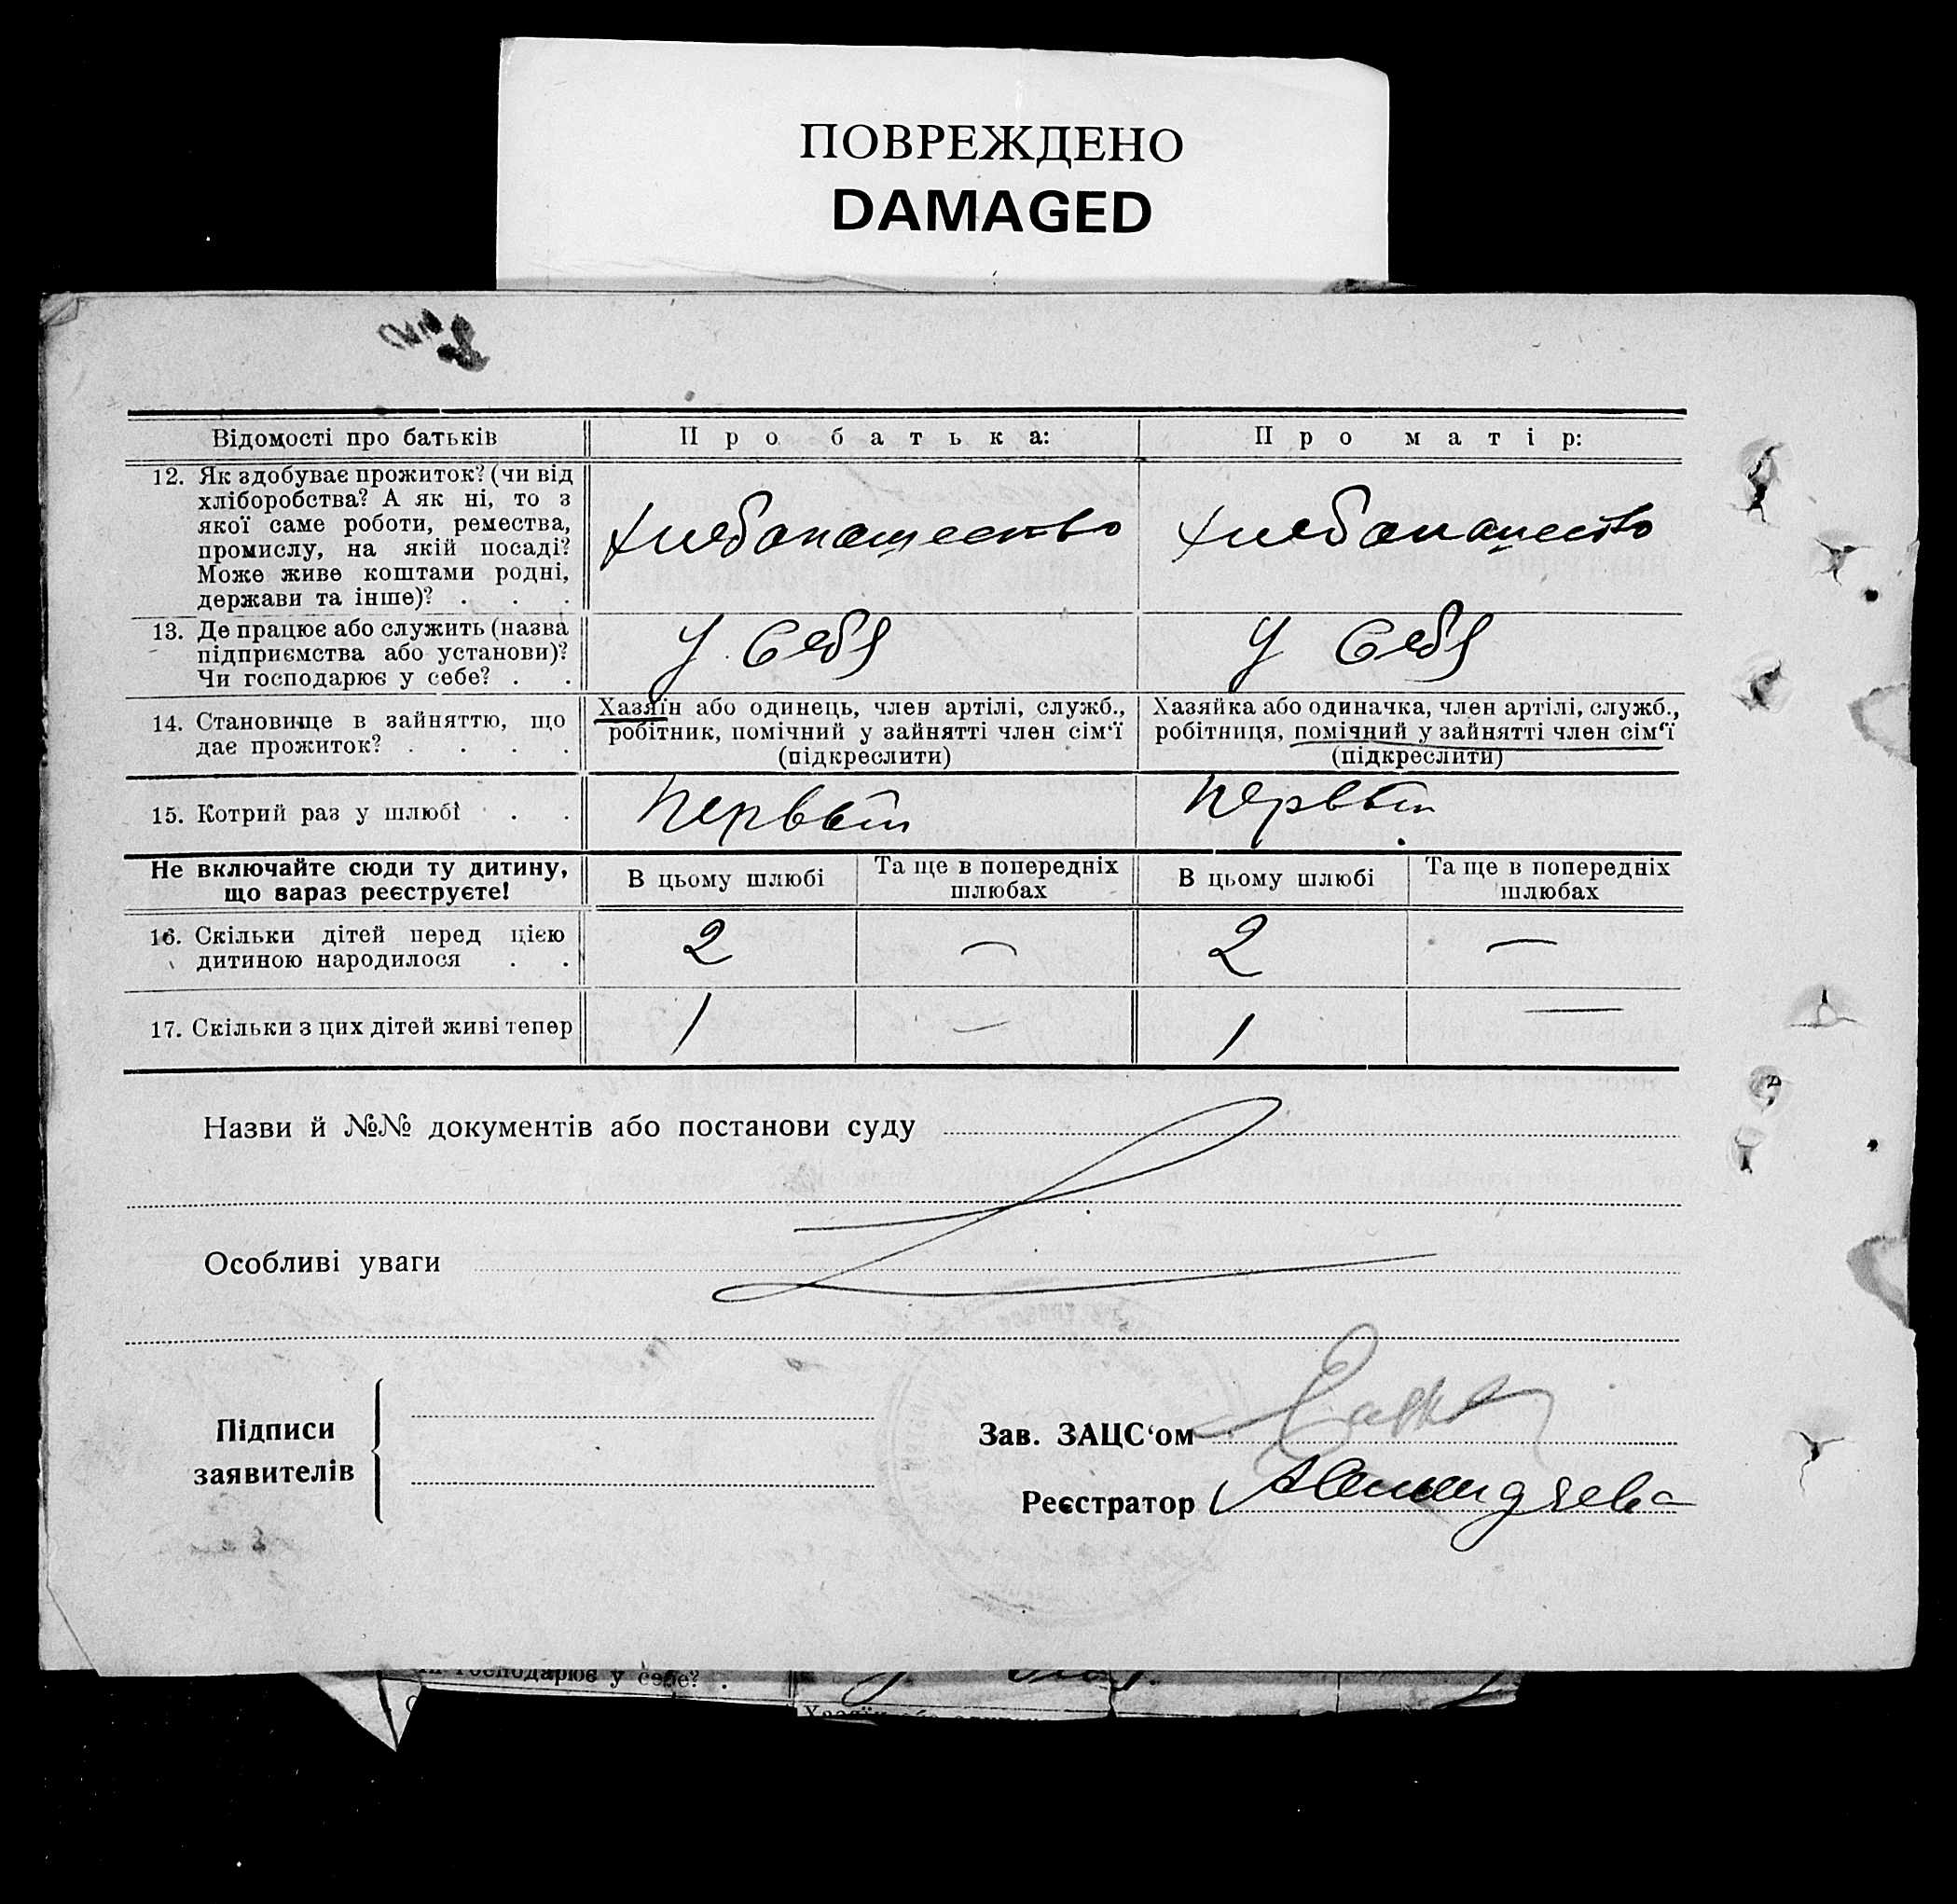 ПОВРЕЖДЕНО
DAMAGED
Відомості про батьків
Про батька:
Про матір:
12. Як здобуває прожиток? (чи від
хліборобства? А як ні, то з
якої саме роботи, ремества,
промислу, на якій посаді?
Може живе коштами родні,
держави та інше)? . . .
хлебопашество
хлебопашество
13. Де працює або служить (назва
підприємства або установи)?
Чи господарює у себе? . .
У себя
У себя
14. Становище в зайняттю, що
дає прожиток? . . . .
Хазяїн або одинець, член артілі, служб.,
робітник, помічний у зайнятті член сім‘ї
(підкреслити)
Хазяйка або одиначка, член артілі, служб.,
робітниця, помічний у зайнятті член сім‘ї
(підкреслити)
15. Котрий раз у шлюбі . .
Первый
Первый
Не включайте сюди ту дитину,
що зараз реєструєте!
В цьому шлюбі
Та ще в попередніх
шлюбах
В цьому шлюбі
Та ще в попередніх
шлюбах
16. Скільки дітей перед цією
дитиною народилося . .
2 — 2 —
17. Скільки з цих дітей живі тепер
1 — 1 —
Назви й №№ документів або постанови суду
Особливі уваги
Підписи
заявителів
Зав. ЗАЦС‘ом
Реєстратор
господарює у себе? .